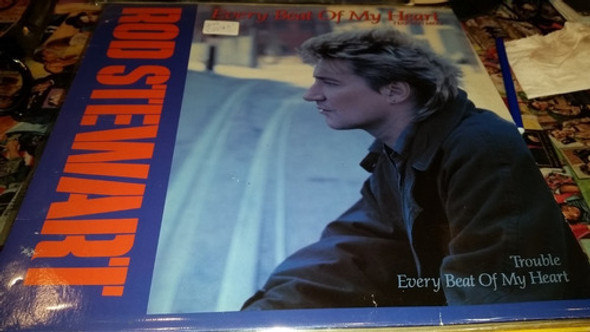 Every Beat Of My Heart
ROD STEWART
Trouble
Every Beat Of My Heart